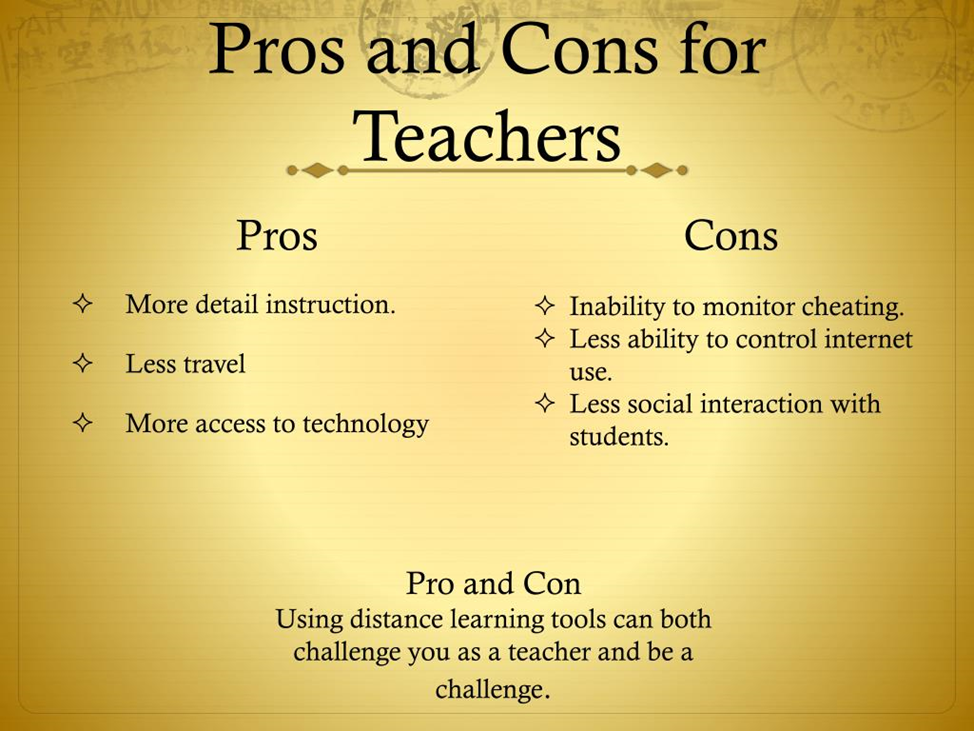 Pros and Cons for
Teachers
Pros
More detail instruction.
Less travel
More access to technology
Cons
Inability to monitor cheating.
Less ability to control internet
use.
Less social interaction with
students.
Pro and Con
Using distance learning tools can both
challenge you as a teacher and be a
challenge.